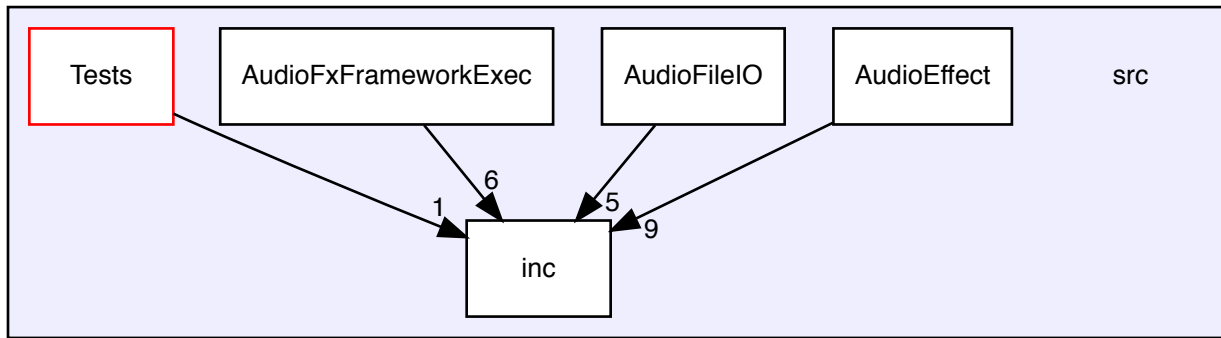 Tests
AudioFxFrameworkExec
AudioFileIO
AudioEffect
src
1
6
5
9
inc